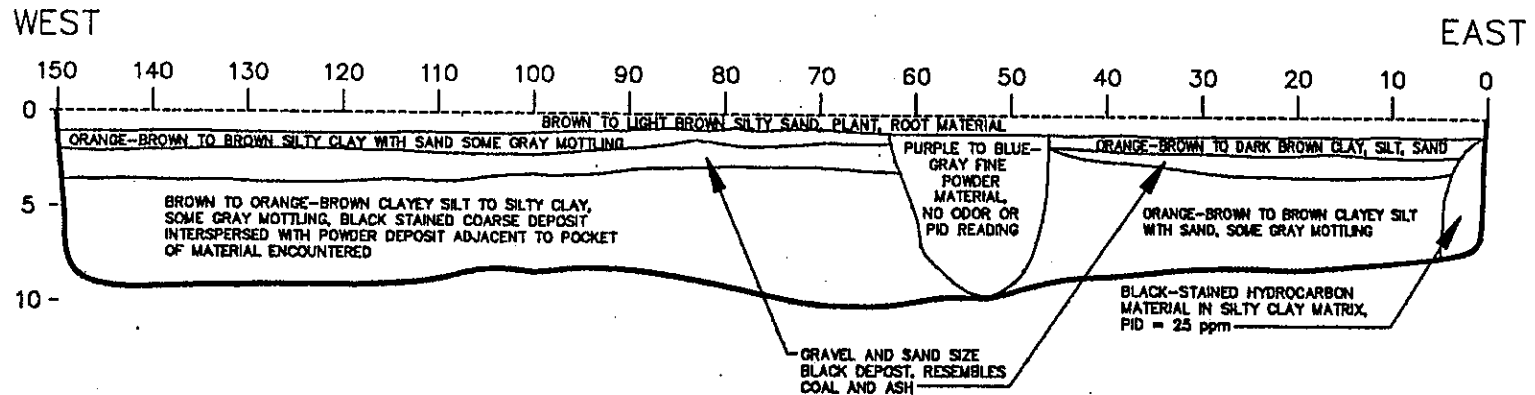 WEST
EAST
150 140 130 120 110 100 90 80 70 60 50 40 30 20 10 0
0
5
10
BROWN TO LIGHT BROWN SILTY SAND, PLANT, ROOT MATERIAL
ORANGE-BROWN TO BROWN SILTY CLAY WITH SAND SOME GRAY MOTTLING
PURPLE TO BLUE-
GRAY FINE
POWDER
MATERIAL,
NO ODOR OR
PID READING
ORANGE-BROWN TO DARK BROWN CLAY, SILT, SAND
BROWN TO ORANGE-BROWN CLAYEY SILT TO SILTY CLAY,
SOME GRAY MOTTLING, BLACK STAINED COARSE DEPOSIT
INTERSPERSED WITH POWDER DEPOSIT ADJACENT TO POCKET
OF MATERIAL ENCOUNTERED
ORANGE-BROWN TO BROWN CLAYEY SILT
WITH SAND, SOME GRAY MOTTLING
BLACK-STAINED HYDROCARBON
MATERIAL IN SILTY CLAY MATRIX,
PID = 25 ppm
GRAVEL AND SAND SIZE
BLACK DEPOST, RESEMBLES
COAL AND ASH